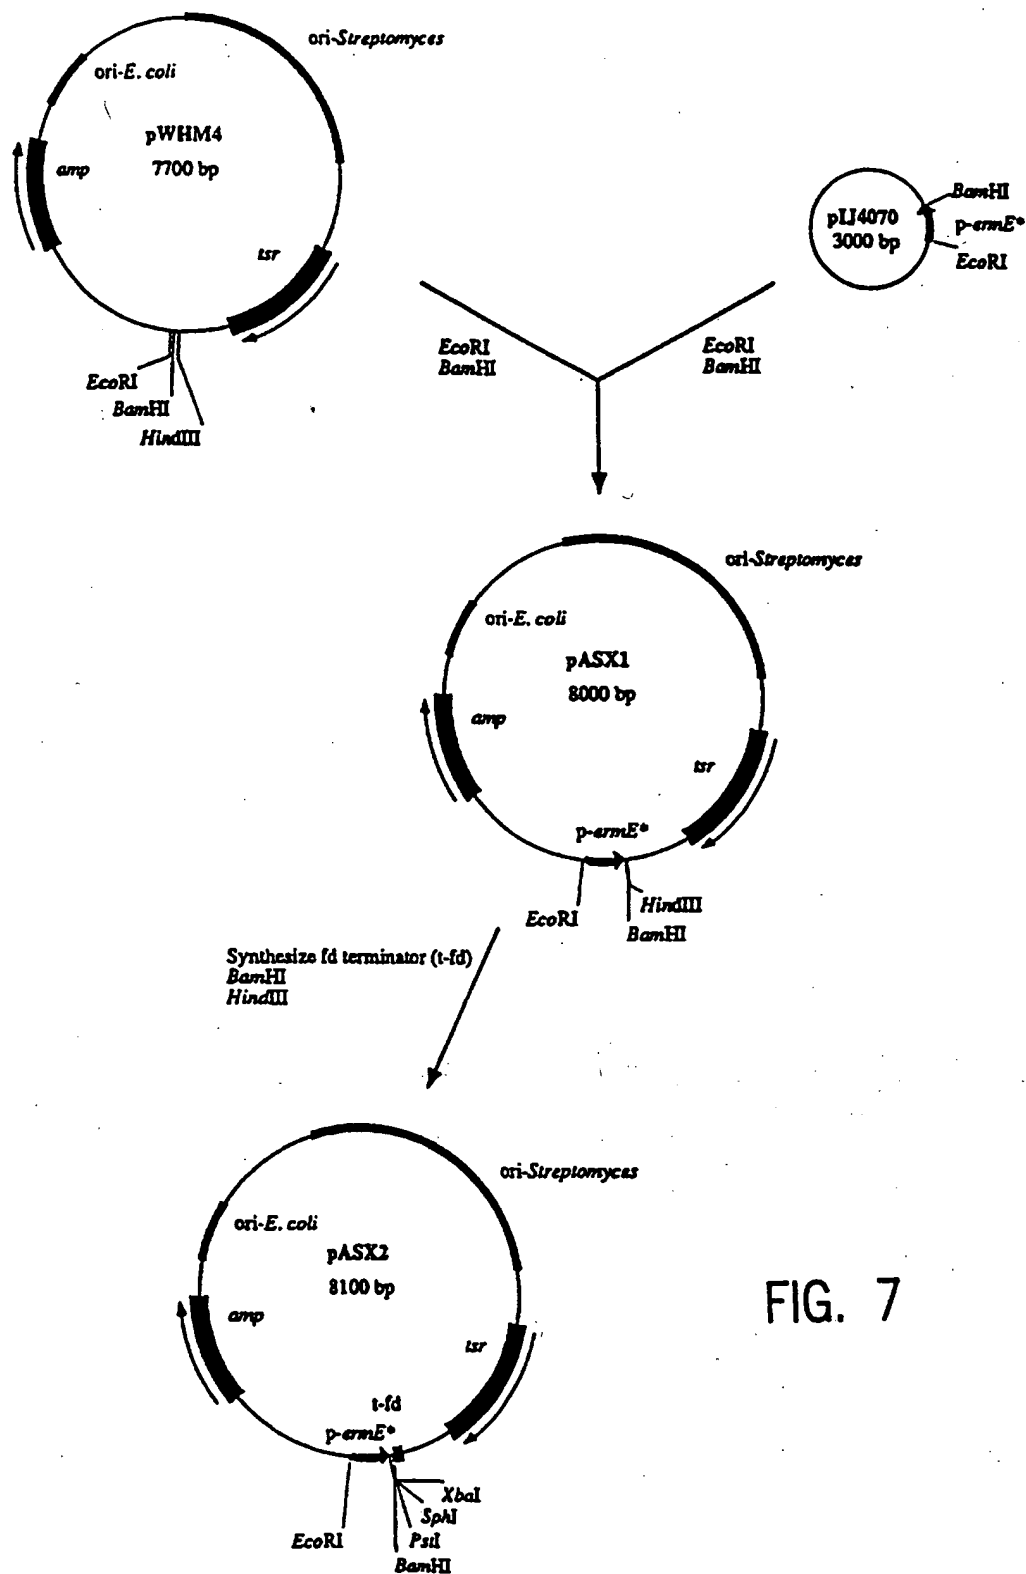 ori-Streptomyces
ori-E. coli
pWHM4
7700 bp
amp
tsr
EcoRI
BamHI
HindIII
BamHI
pIJ4070
3000 bp
p-ermE*
EcoRI
EcoRI
BamHI
EcoRI
BamHI
ori-Streptomyces
ori-E. coli
pASX1
8000 bp
amp
tsr
p-ermE*
EcoRI
HindIII
BamHI
Synthesize fd terminator (t-fd)
BamHI
HindIII
ori-Streptomyces
ori-E. coli
pASX2
8100 bp
amp
tsr
t-fd
p-ermE*
XbaI
SphI
PstI
EcoRI
BamHI
FIG. 7